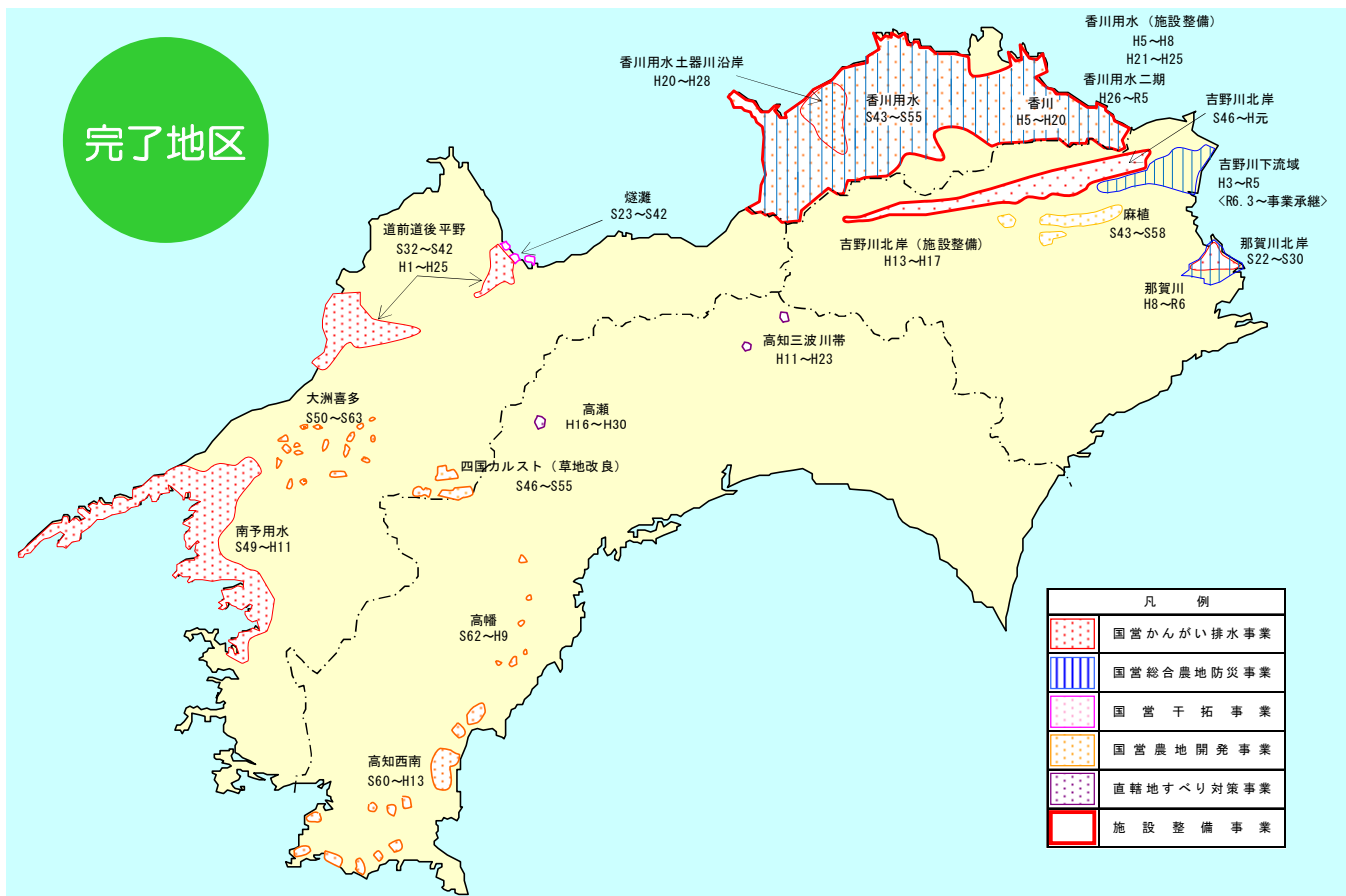 完了地区
香川用水（施設整備）
H5～H8
H21～H25
香川用水二期
H26～R5
香川用水土器川沿岸
H20～H28
香川用水
S43～S55
香川
H5～H20
吉野川北岸
S46～H元
吉野川下流域
H3～R5
<R6.3～事業承継>
麻植
S43～S58
吉野川北岸（施設整備）
H13～H17
那賀川北岸
S22～S30
那賀川
H8～R6
燧灘
S23～S42
道前道後平野
S32～S42
H1～H25
高知三波川帯
H11～H23
大洲喜多
S50～S63
高瀬
H16～H30
四国カルスト（草地改良）
S46～S55
南予用水
S49～H11
高幡
S62～H9
高知西南
S60～H13
凡例
国営かんがい排水事業
国営総合農地防災事業
国営干拓事業
国営農地開発事業
直轄地すべり対策事業
施設整備事業